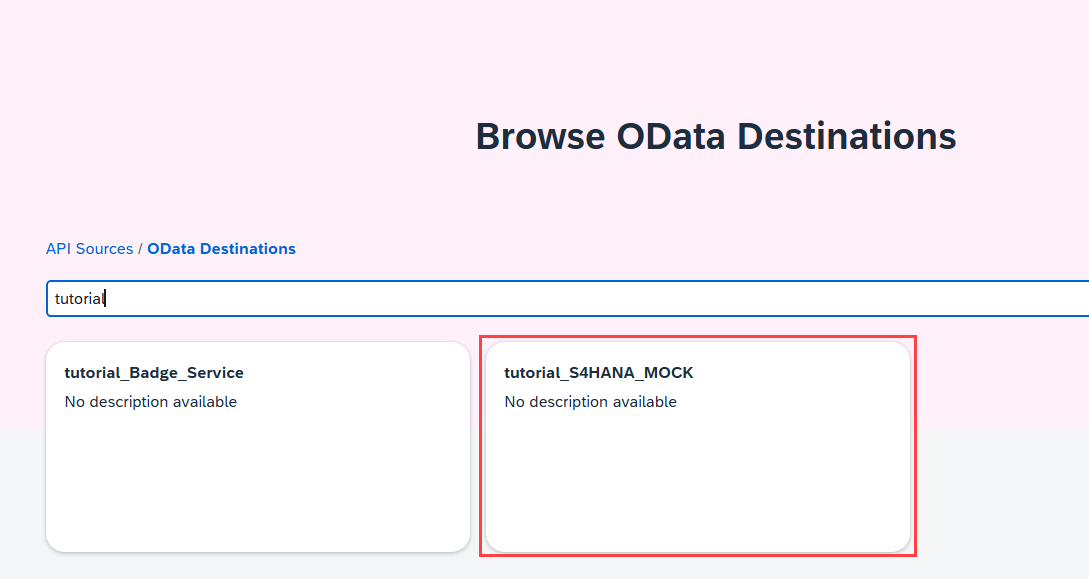 Browse OData Destinations
API Sources / OData Destinations
tutorial
tutorial_Badge_Service
No description available
tutorial_S4HANA_MOCK
No description available